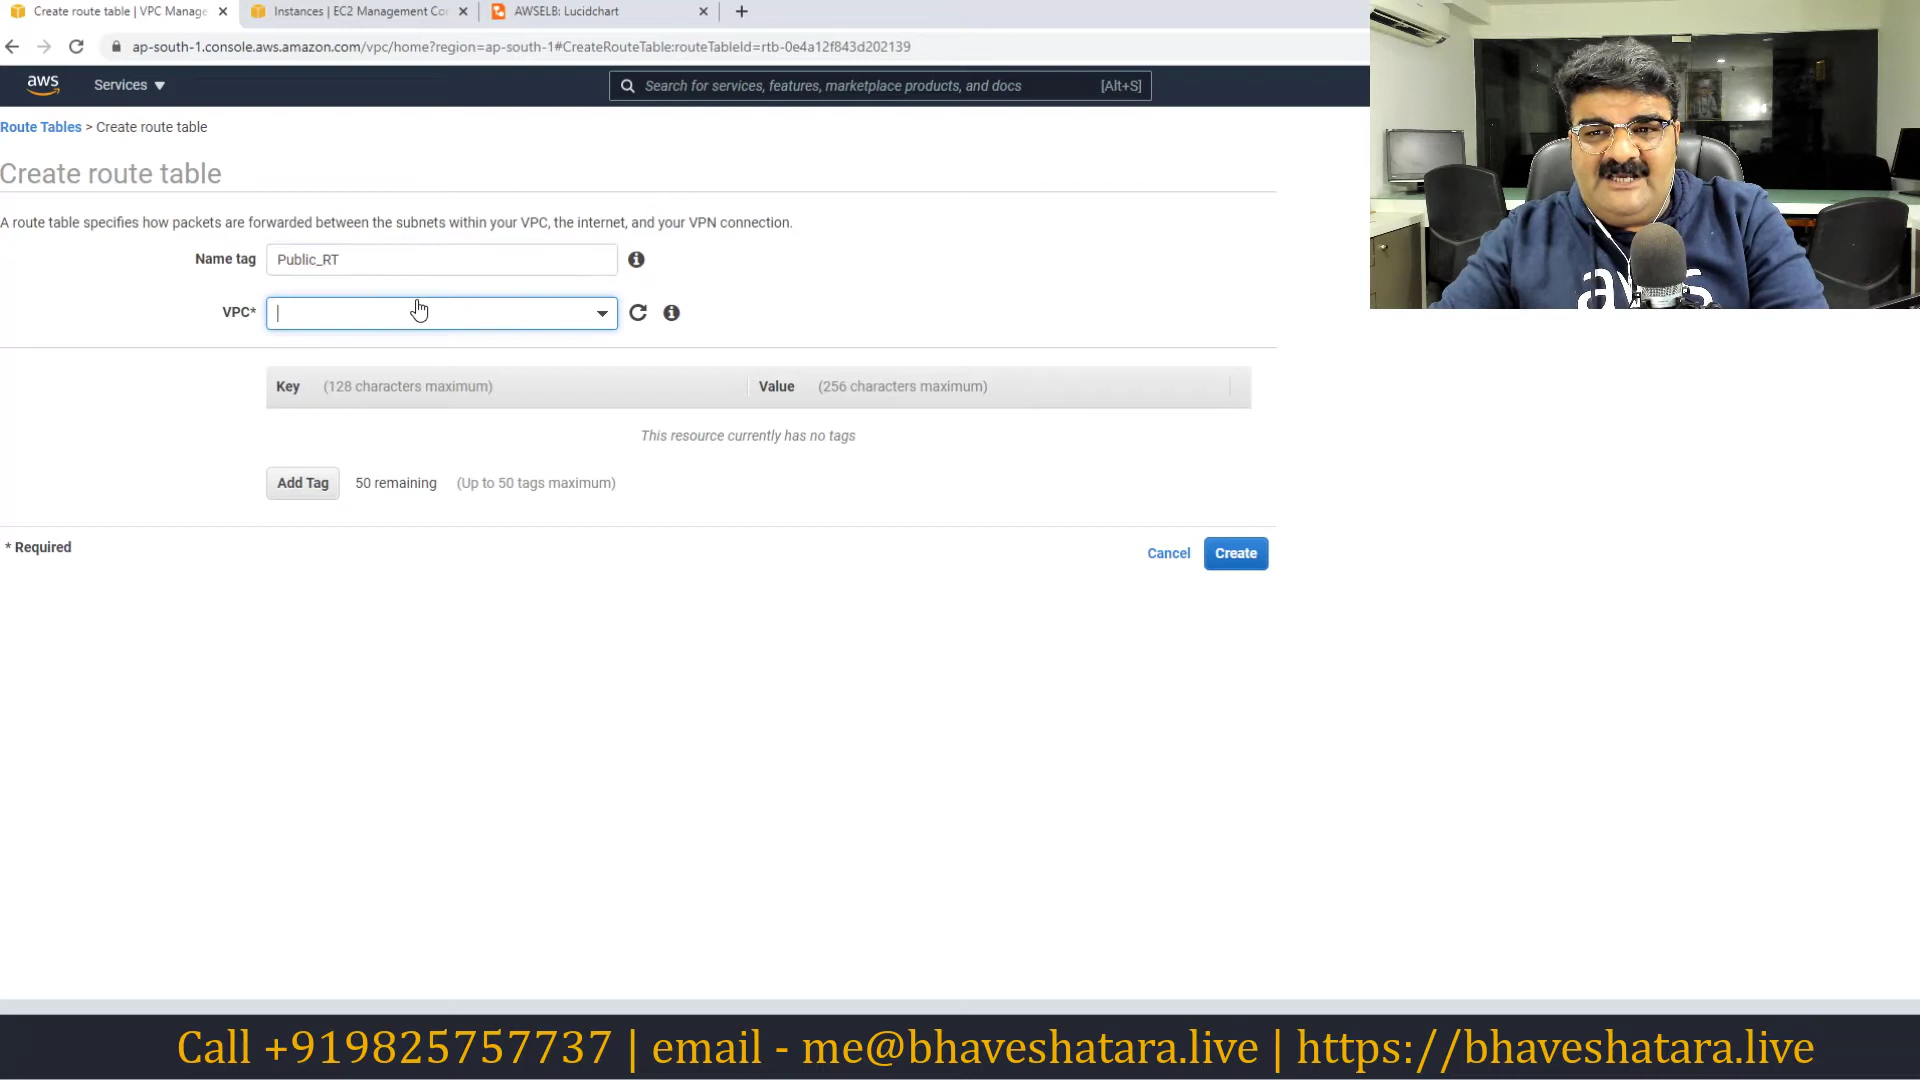 Create route table | VPC Manage
Instances | EC2 Management Co
AWSELB: Lucidchart
ap-south-1.console.aws.amazon.com/vpc/home?region=ap-south-1#CreateRouteTable:routeTableId=rtb-0e4a12f843d202139
aws
Services
Search for services, features, marketplace products, and docs
[Alt+S]
Route Tables > Create route table
Create route table
A route table specifies how packets are forwarded between the subnets within your VPC, the internet, and your VPN connection.
Name tag
Public_RT
VPC*
Key (128 characters maximum)
Value (256 characters maximum)
This resource currently has no tags
Add Tag
50 remaining
(Up to 50 tags maximum)
* Required
Cancel
Create
aws
Call +919825757737 | email - me@bhaveshatara.live | https://bhaveshatara.live